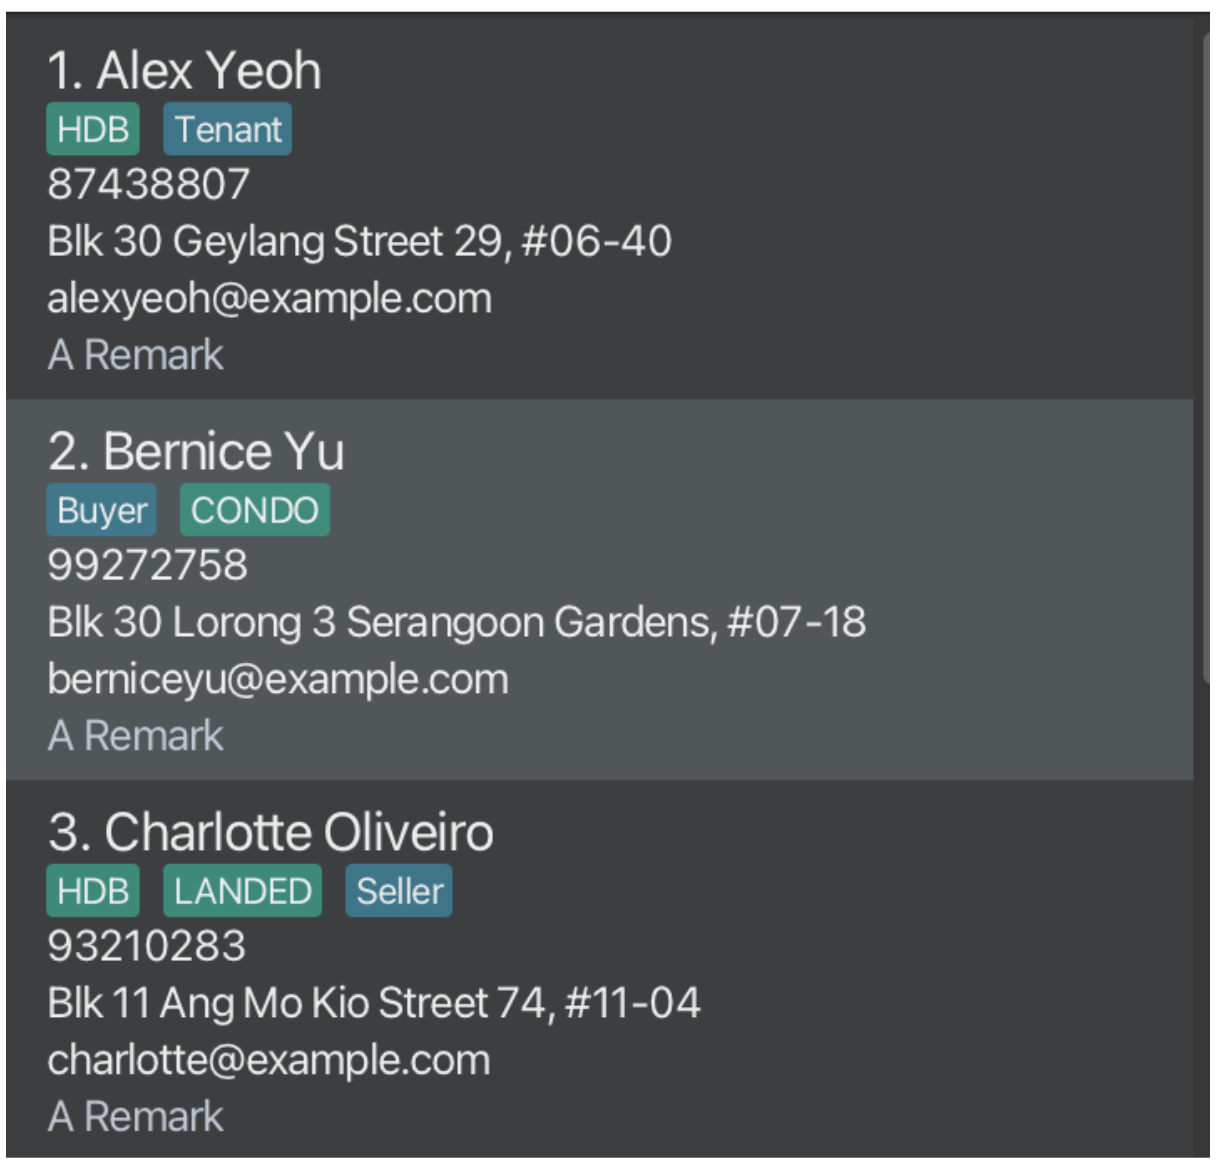 1. Alex Yeoh
HDB Tenant
87438807
Blk 30 Geylang Street 29, #06-40
alexyeoh@example.com
A Remark
2. Bernice Yu
Buyer CONDO
99272758
Blk 30 Lorong 3 Serangoon Gardens, #07-18
berniceyu@example.com
A Remark
3. Charlotte Oliveiro
HDB LANDED Seller
93210283
Blk 11 Ang Mo Kio Street 74, #11-04
charlotte@example.com
A Remark